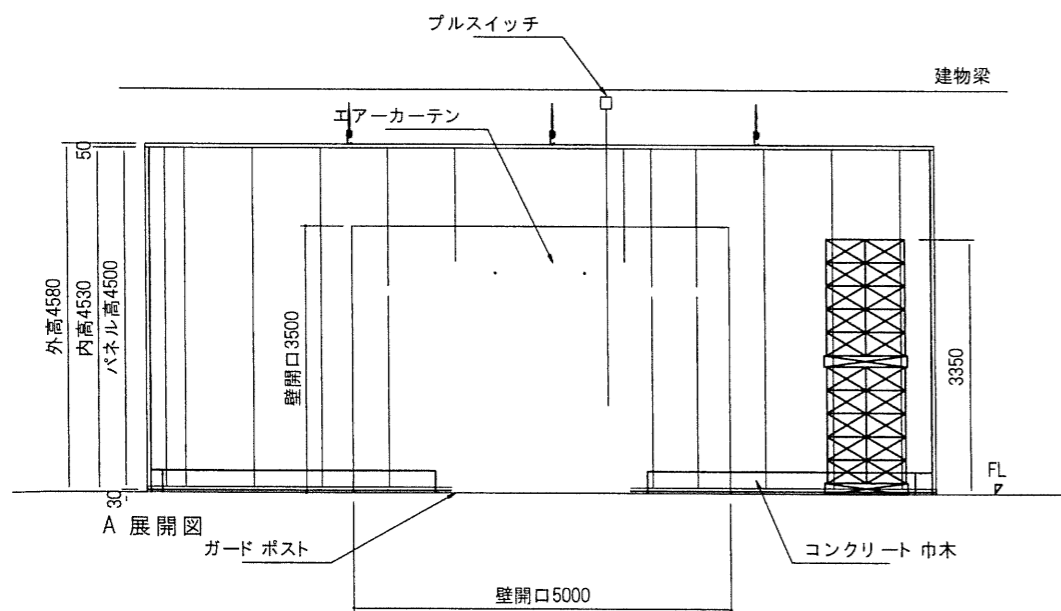 プルスイッチ
建物梁
エアーカーテン
50
外高4580
内高4530
パネル高4500
壁開口3500
3350
FL
30
A 展開図
ガード ポスト
コンクリート 巾木
壁開口5000